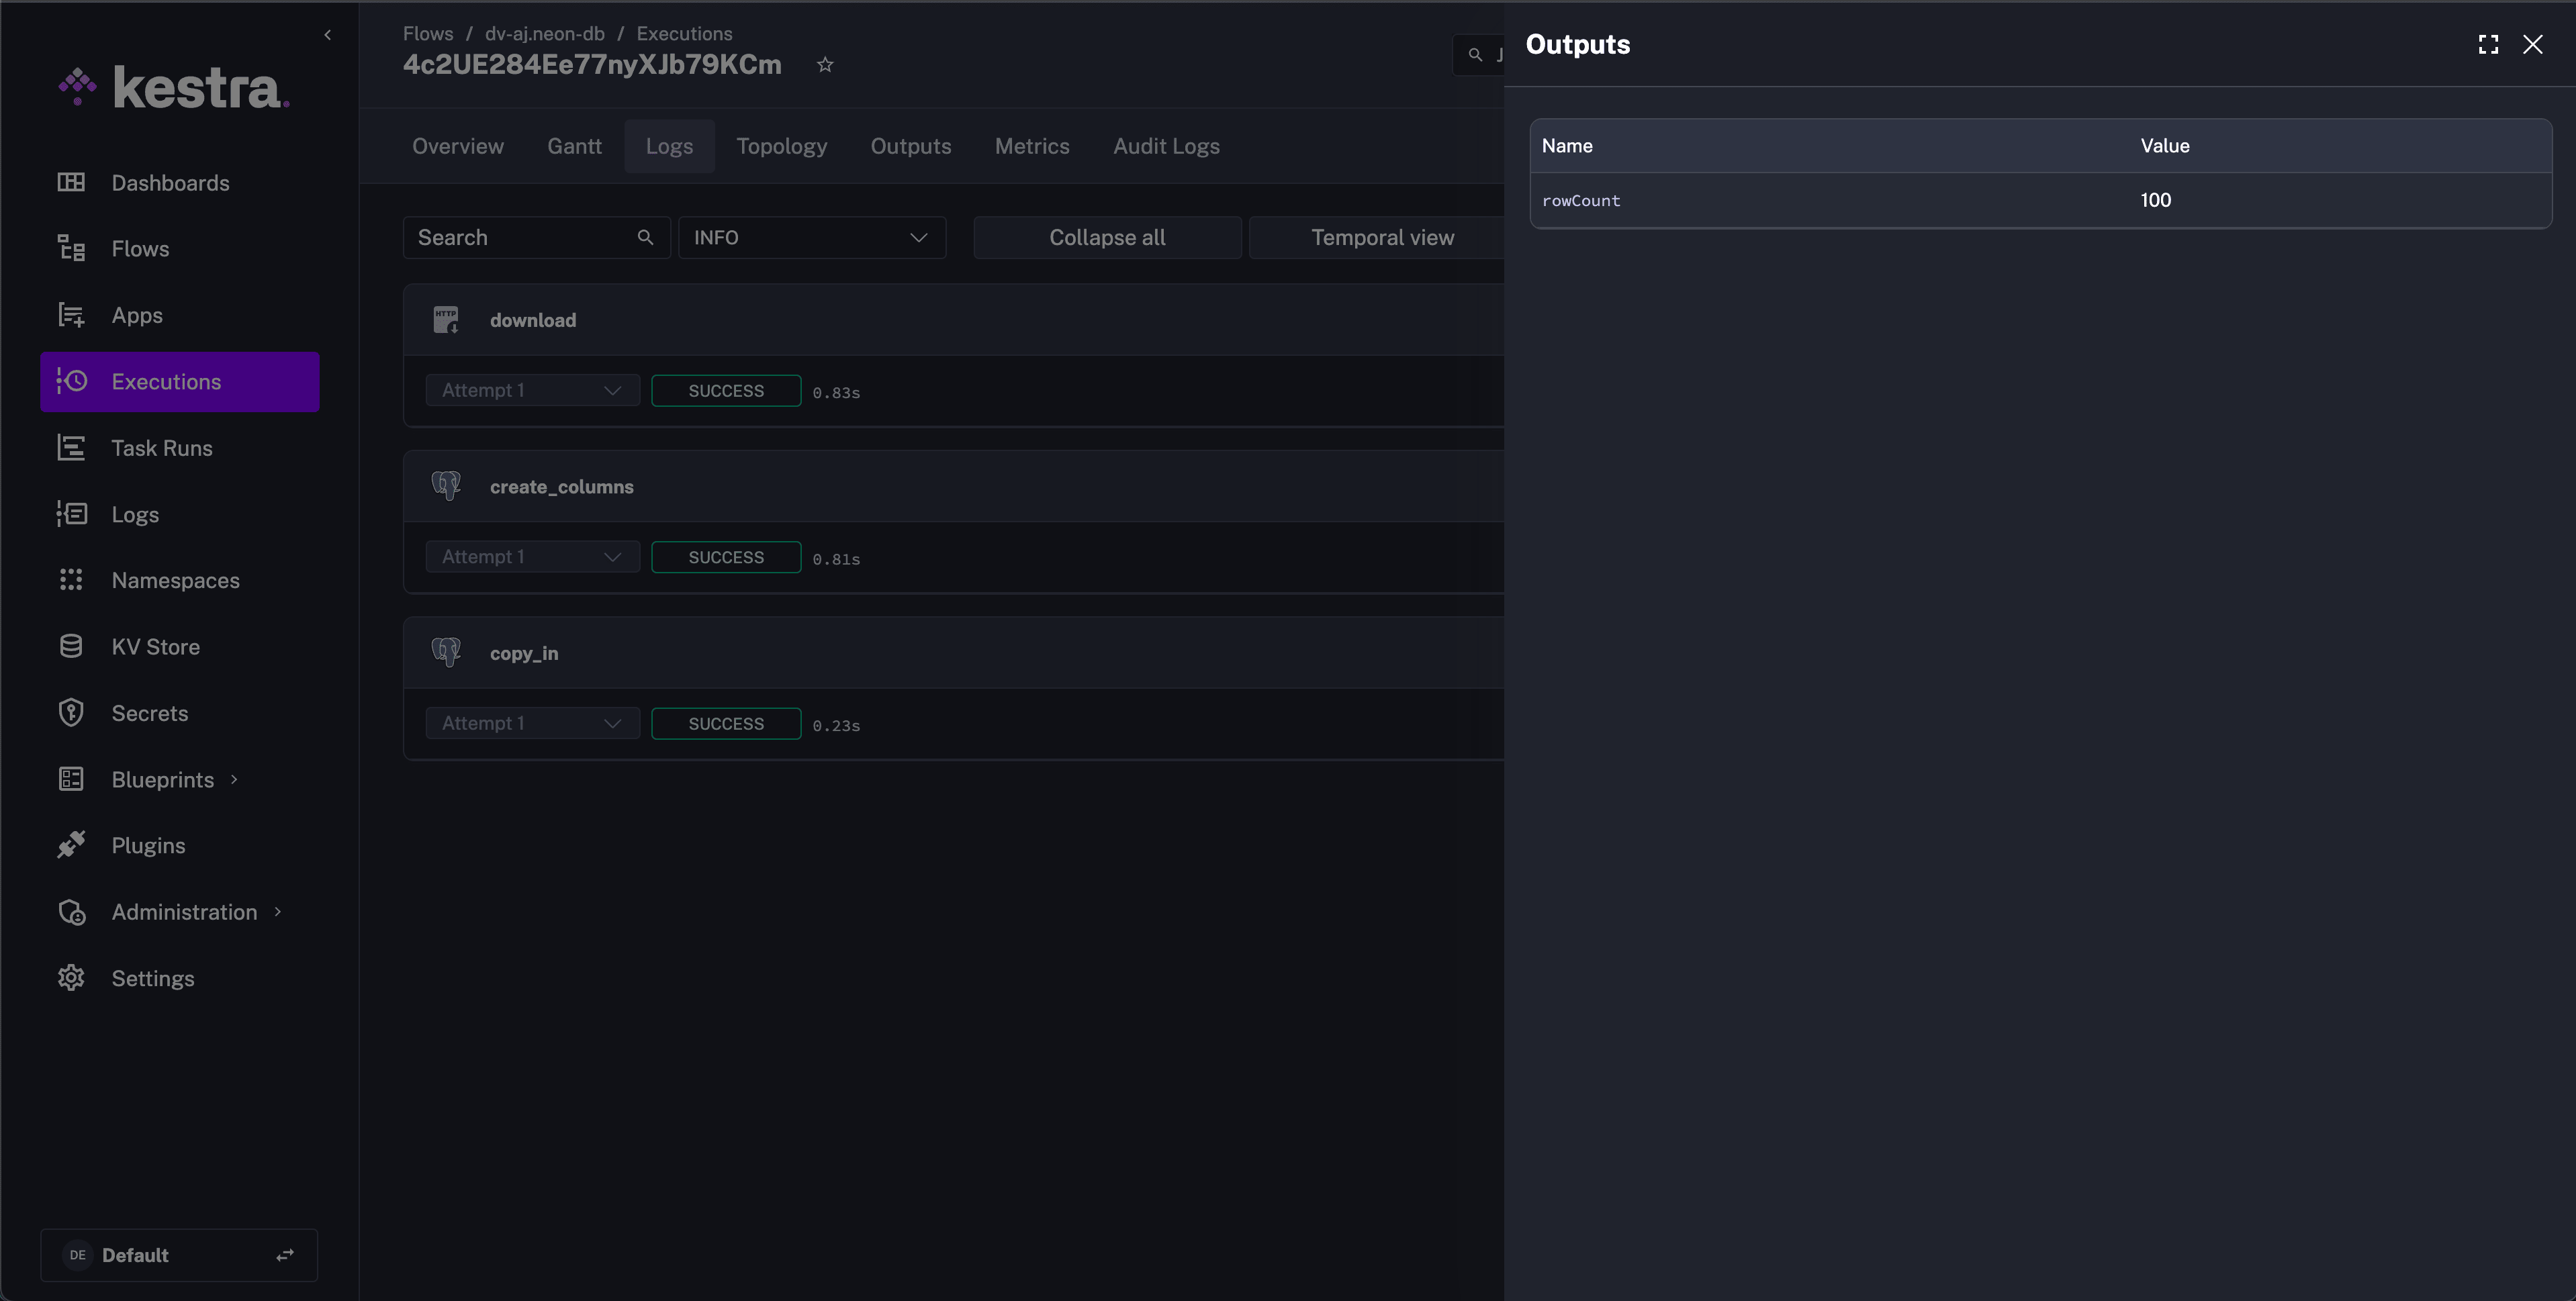 kestra
Dashboards
Flows
Apps
Executions
Task Runs
Logs
Namespaces
KV Store
Secrets
Blueprints
Plugins
Administration
Settings
DE Default
Flows / dv-aj.neon-db / Executions
4c2UE284Ee77nyXJb79KCm
J
Overview Gantt Logs Topology Outputs Metrics Audit Logs
Search INFO Collapse all Temporal view
HTTP download
Attempt 1 SUCCESS 0.83s
create_columns
Attempt 1 SUCCESS 0.81s
copy_in
Attempt 1 SUCCESS 0.23s
Outputs
Name Value
rowCount 100